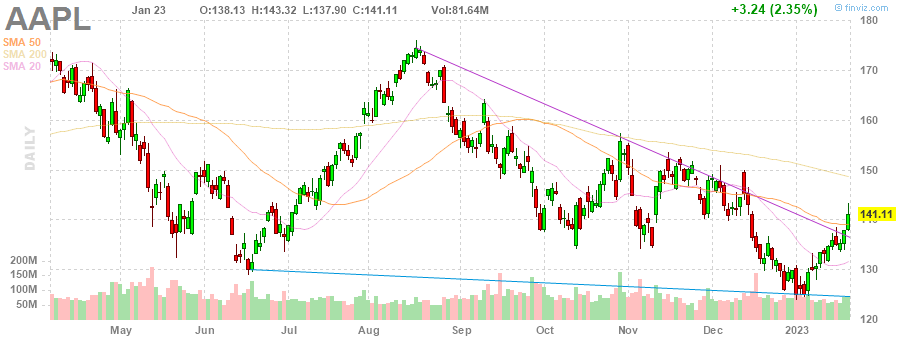 AAPL Jan 23 O:138.13 H:143.32 L:137.90 C:141.11 Vol:81.64M +3.24 (2.35%) © finviz.com
SMA 50
SMA 200
SMA 20
DAILY
180
170
160
150
141.11
130
120
200M
150M
100M
50M
May Jun Jul Aug Sep Oct Nov Dec 2023